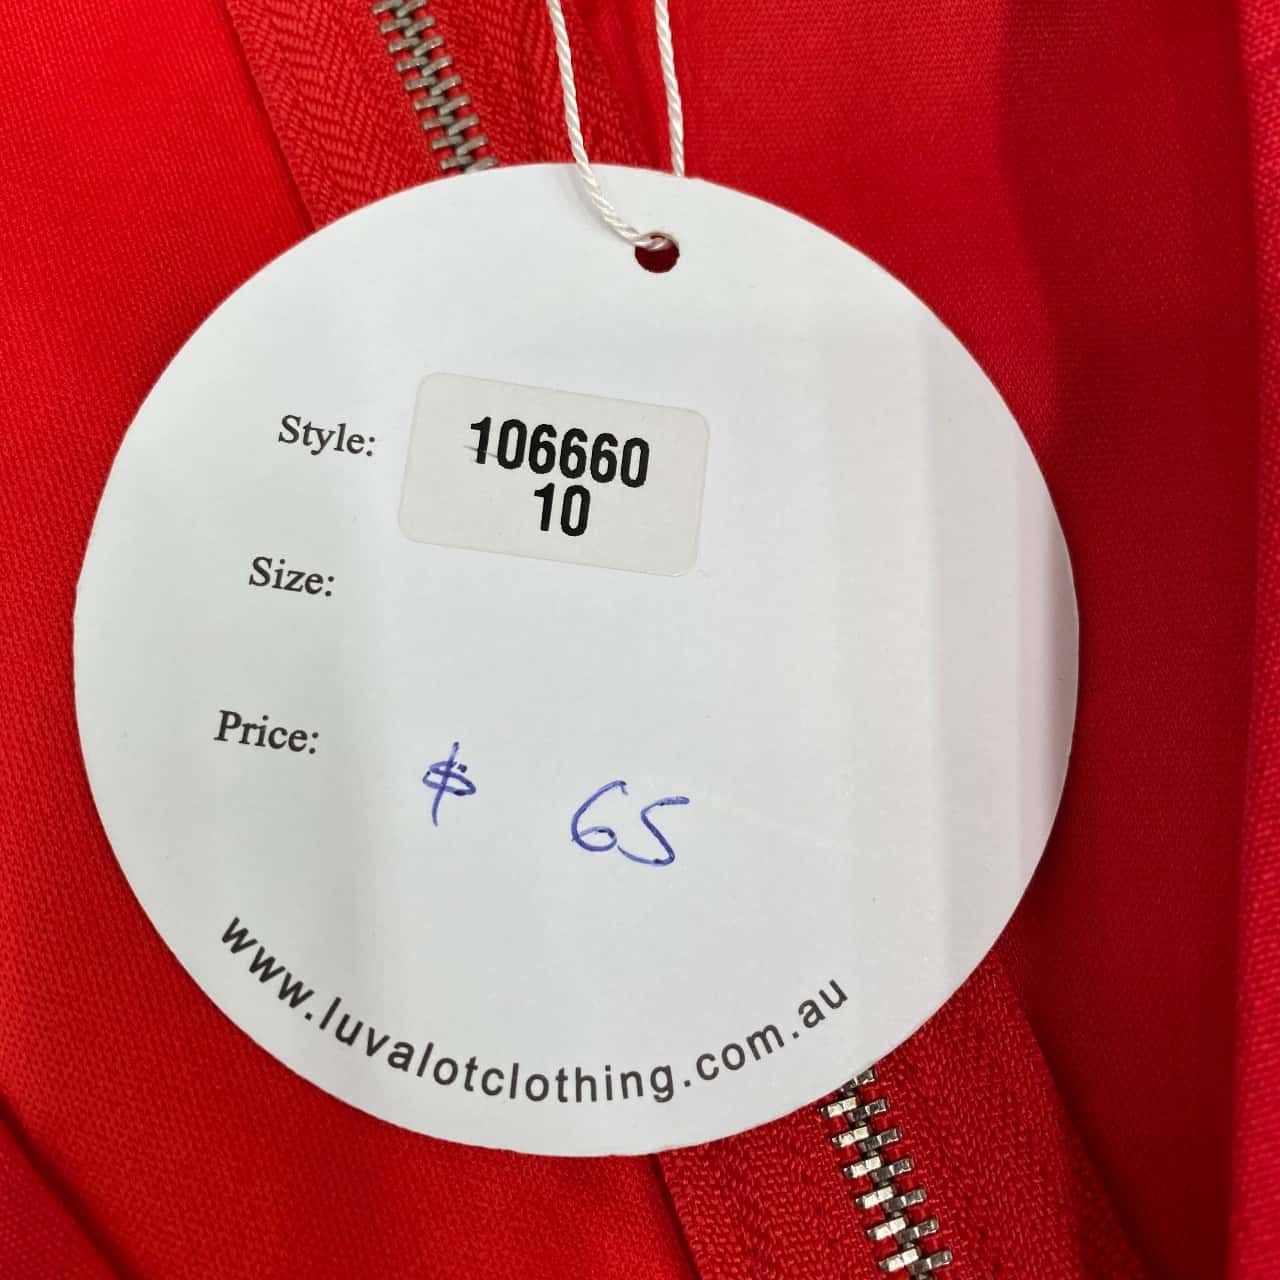 Style: 106660
10
Size:
Price: $ 65
www.luvalotclothing.com.au